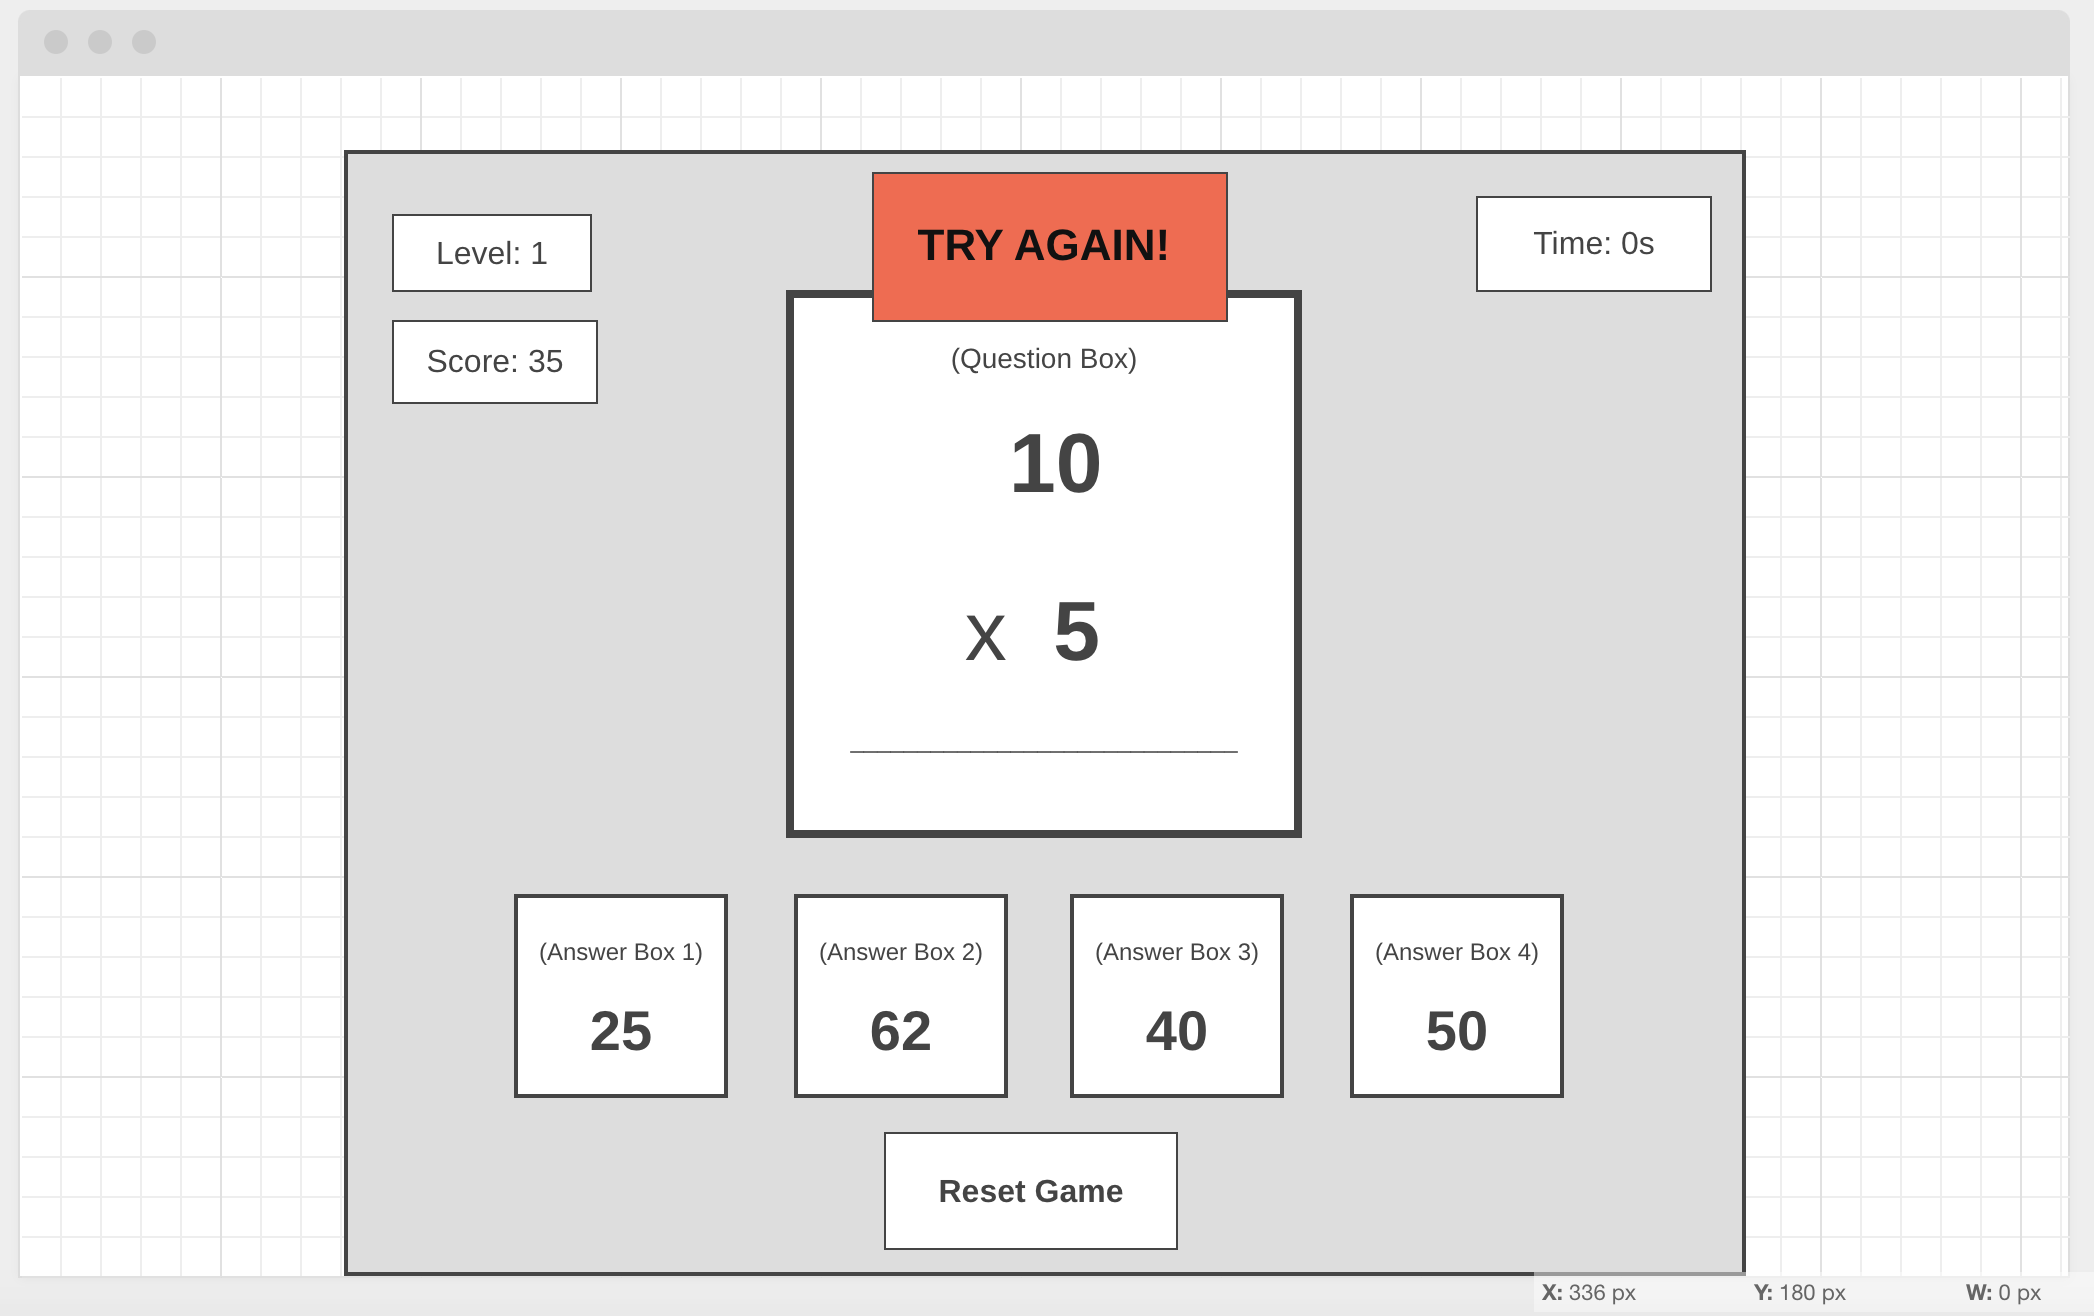 TRY AGAIN!
Level: 1
Time: 0s
Score: 35
(Question Box)
10
x 5
(Answer Box 1)
25
(Answer Box 2)
62
(Answer Box 3)
40
(Answer Box 4)
50
Reset Game
X: 336 px Y: 180 px W: 0 px